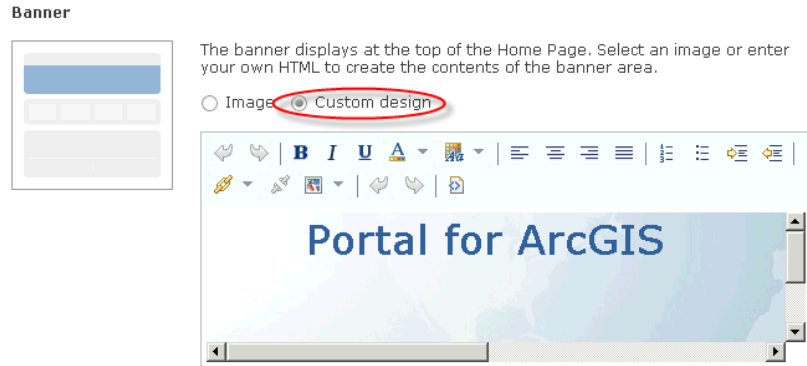 Banner
The banner displays at the top of the Home Page. Select an image or enter
your own HTML to create the contents of the banner area.
Image Custom design
B I U A Aa
Portal for ArcGIS